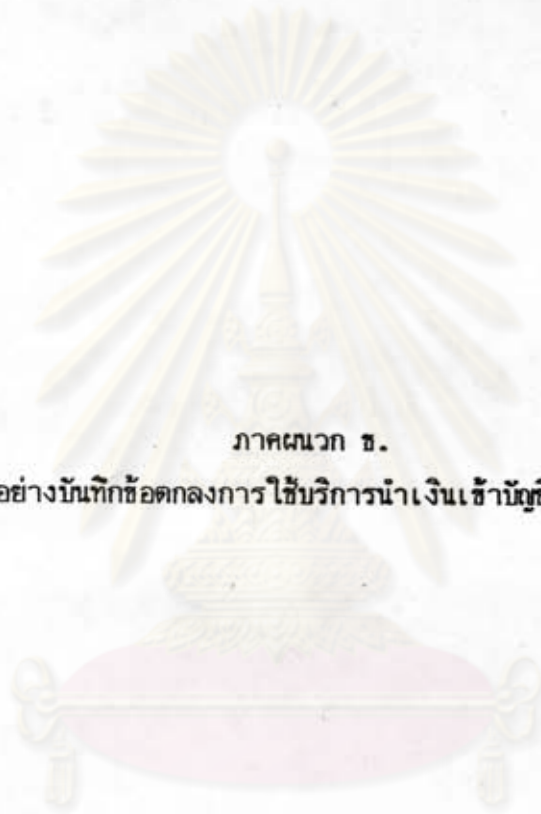 ภาคผนวก ข.
อย่างบันทึกข้อตกลงการใช้บริการนำเงินเข้าบัญชี